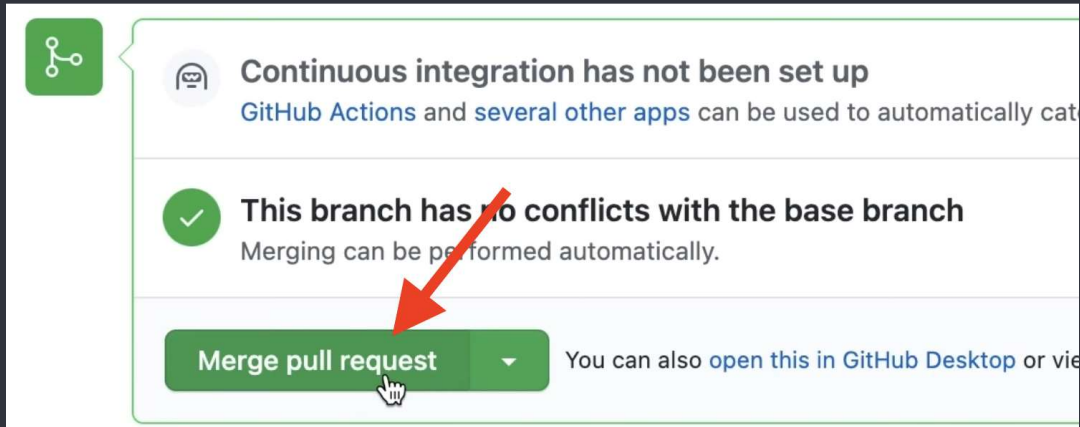 Continuous integration has not been set up
GitHub Actions and several other apps can be used to automatically
This branch has no conflicts with the base branch
Merging can be performed automatically.
Merge pull request
You can also open this in GitHub Desktop or